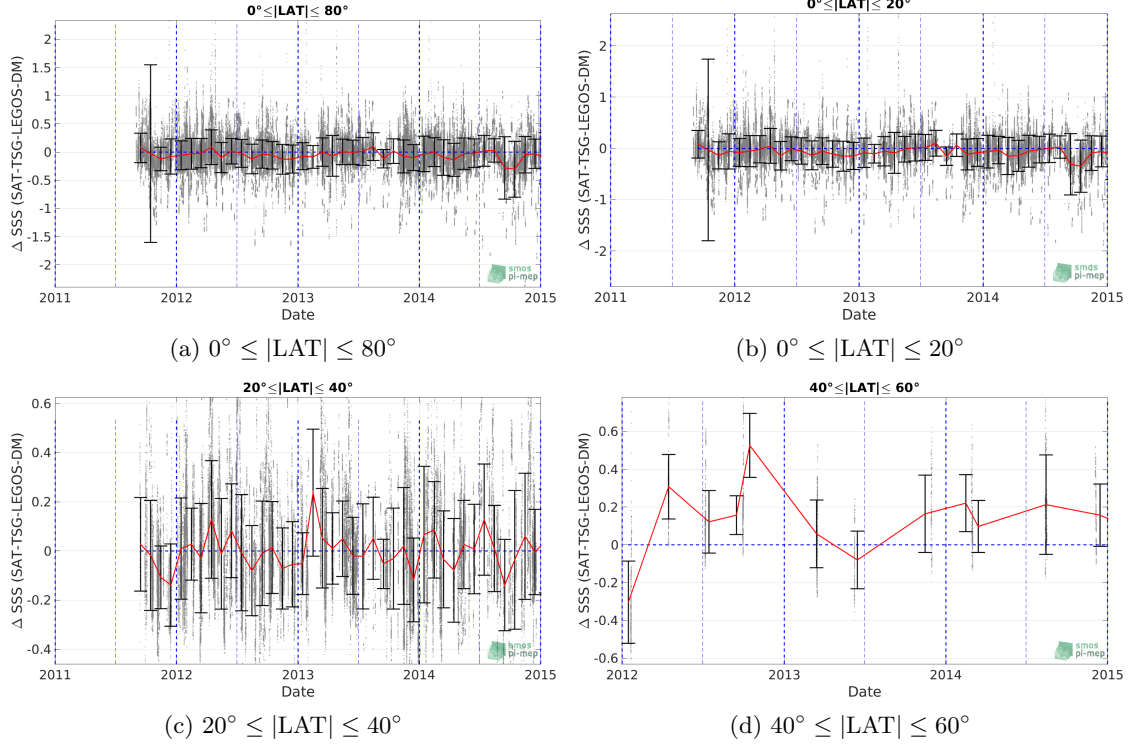 0°≤|LAT|≤ 80°
Δ SSS (SAT-TSG-LEGOS-DM)
2
1.5
1
0.5
0
-0.5
-1
-1.5
-2
smos
pi-mep
2011
2012
2013
2014
2015
Date
(a) 0° ≤ |LAT| ≤ 80°
0°≤|LAT|≤ 20°
Δ SSS (SAT-TSG-LEGOS-DM)
2
1
0
-1
-2
smos
pi-mep
2011
2012
2013
2014
2015
Date
(b) 0° ≤ |LAT| ≤ 20°
20°≤|LAT|≤ 40°
Δ SSS (SAT-TSG-LEGOS-DM)
0.6
0.4
0.2
0
-0.2
-0.4
smos
pi-mep
2011
2012
2013
2014
2015
Date
(c) 20° ≤ |LAT| ≤ 40°
40°≤|LAT|≤ 60°
Δ SSS (SAT-TSG-LEGOS-DM)
0.6
0.4
0.2
0
-0.2
-0.4
-0.6
smos
pi-mep
2012
2013
2014
2015
Date
(d) 40° ≤ |LAT| ≤ 60°